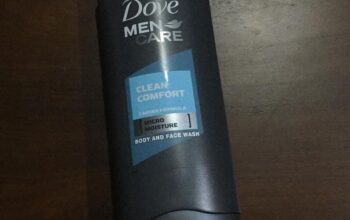 Dove
MEN
+CARE
CLEAN
COMFORT
MICRO
MOISTURE
BODY AND FACE WASH